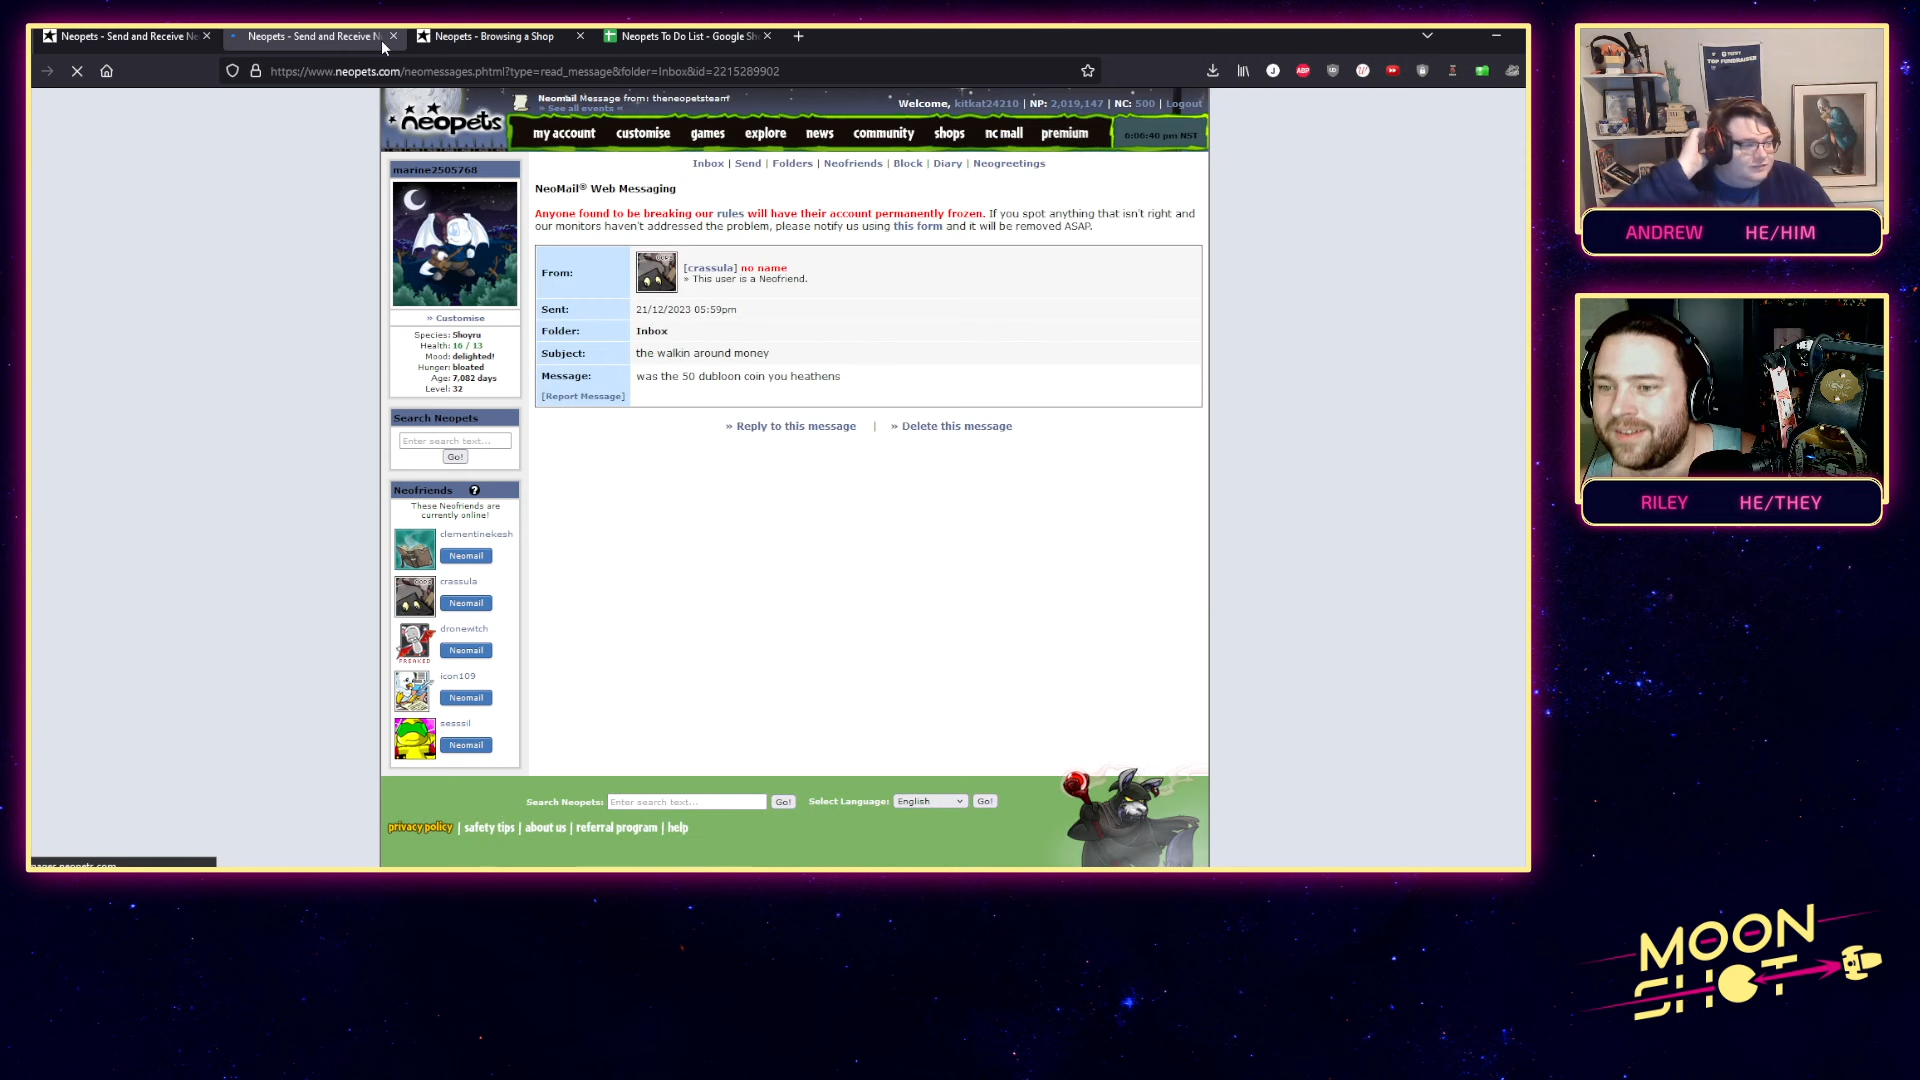 Neopets - Send and Receive Ne
Neopets - Send and Receive N
Neopets - Browsing a Shop
Neopets To Do List - Google Sh
https://www.neopets.com/neomessages.phtml?type=read_message&folder=Inbox&id=2215289902
neopets
Neomail Message from: theneopetsteam!
» See all events «
Welcome, kitkat24210 | NP: 2,019,147 | NC: 500 | Logout
my account customise games explore news community shops nc mall premium
6:06:40 pm NST
marine2505768
» Customise
Species: Shoyru
Health: 16 / 13
Mood: delighted!
Hunger: bloated
Age: 7,082 days
Level: 32
Search Neopets
Enter search text...
Go!
Neofriends ?
These Neofriends are
currently online!
clementinekesh
Neomail
crassula
Neomail
dronewitch
Neomail
FREAKED
icon109
Neomail
sesssil
Neomail
Inbox | Send | Folders | Neofriends | Block | Diary | Neogreetings
NeoMail® Web Messaging
Anyone found to be breaking our rules will have their account permanently frozen. If you spot anything that isn't right and
our monitors haven't addressed the problem, please notify us using this form and it will be removed ASAP.
From:
[crassula] no name
» This user is a Neofriend.
Sent: 21/12/2023 05:59pm
Folder: Inbox
Subject: the walkin around money
Message: was the 50 dubloon coin you heathens
[Report Message]
» Reply to this message | » Delete this message
Search Neopets: Enter search text... Go! Select Language: English Go!
privacy policy | safety tips | about us | referral program | help
TOP FUNDRAISER
ANDREW HE/HIM
RILEY HE/THEY
MOON
SHOT